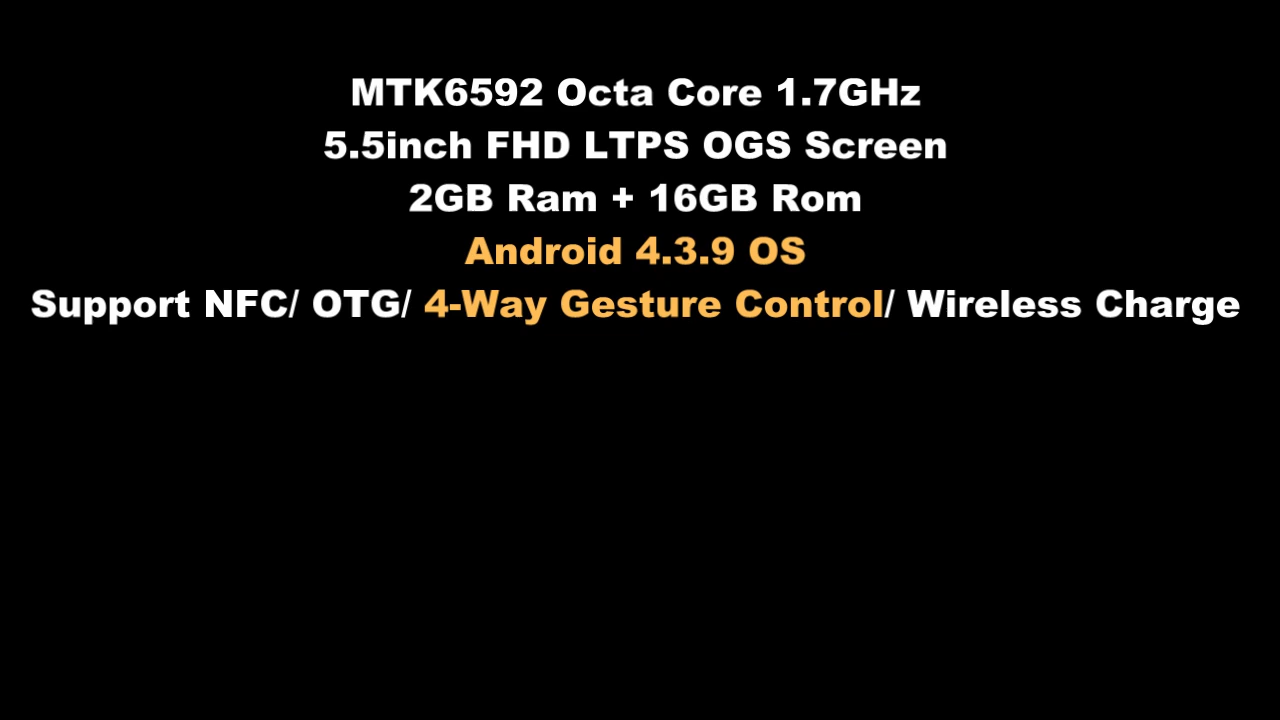 MTK6592 Octa Core 1.7GHz
5.5inch FHD LTPS OGS Screen
2GB Ram + 16GB Rom
Android 4.3.9 OS
Support NFC/ OTG/ 4-Way Gesture Control/ Wireless Charge